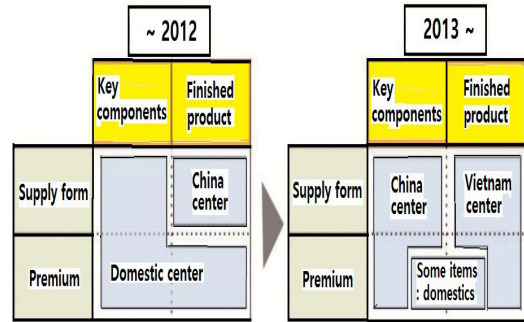 ~ 2012
Key
components
Finished
product
Supply form
China
center
Premium
Domestic center
2013 ~
Key
components
Finished
product
Supply form
China
center
Vietnam
center
Premium
Some items
: domestics